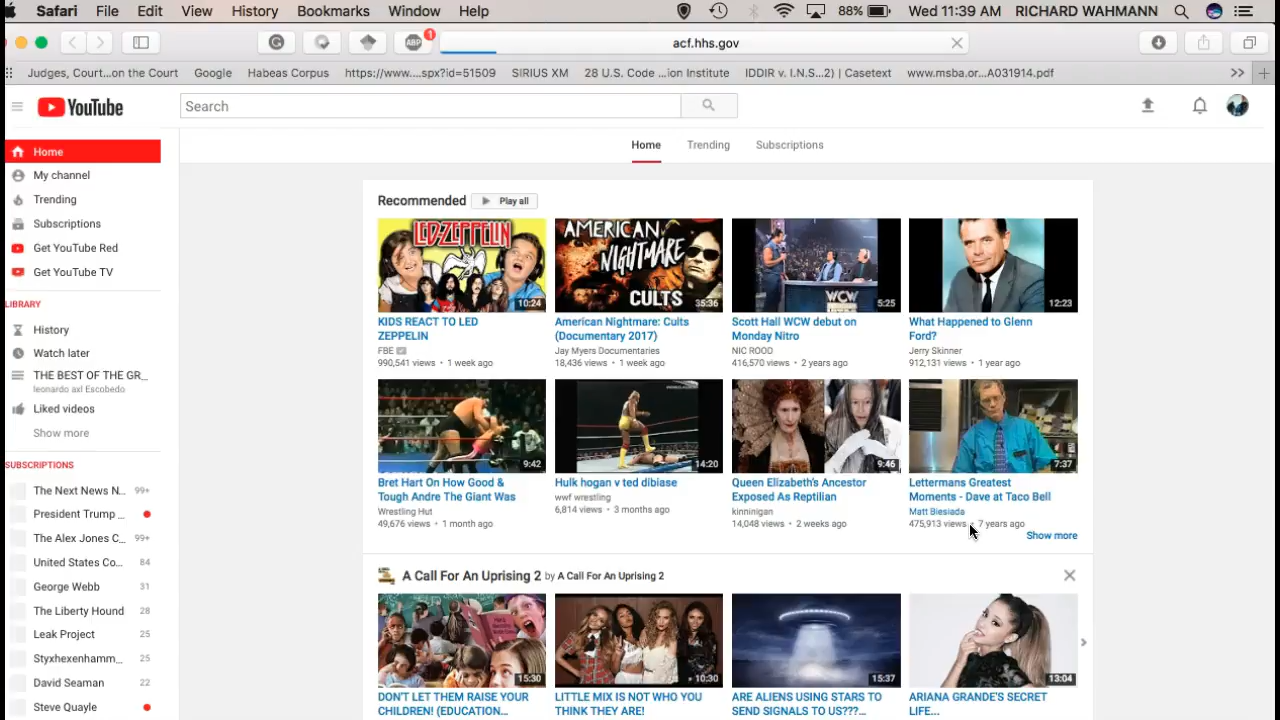 Safari File Edit View History Bookmarks Window Help 88% Wed 11:39 AM RICHARD WAHMANN
ABP 1 acf.hhs.gov
Judges, Court...on the Court Google Habeas Corpus https://www....spx?id=51509 SIRIUS XM 28 U.S. Code ...ion Institute IDDIR v. I.N.S...2) | Casetext www.msba.or...A031914.pdf >> +
YouTube Search
Home Trending Subscriptions
Home
My channel
Trending
Subscriptions
Get YouTube Red
Get YouTube TV
LIBRARY
History
Watch later
THE BEST OF THE GR...
leonardo axl Escobedo
Liked videos
Show more
SUBSCRIPTIONS
The Next News N... 99+
President Trump ...
The Alex Jones C... 99+
United States Co... 84
George Webb 31
The Liberty Hound 28
Leak Project 25
Styxhexenhamm... 25
David Seaman 22
Steve Quayle
Recommended Play all
LED ZEPPELIN
10:24
AMERICAN
NIGHTMARE
CULTS
35:36
WCW
5:25
12:23
KIDS REACT TO LED
ZEPPELIN
FBE
990,541 views • 1 week ago
American Nightmare: Cults
(Documentary 2017)
Jay Myers Documentaries
18,436 views • 1 week ago
Scott Hall WCW debut on
Monday Nitro
NIC ROOD
416,570 views • 2 years ago
What Happened to Glenn
Ford?
Jerry Skinner
912,131 views • 1 year ago
9:42
14:20
9:46
7:37
Bret Hart On How Good &
Tough Andre The Giant Was
Wrestling Hut
49,676 views • 1 month ago
Hulk hogan v ted dibiase
wwf wrestling
6,814 views • 3 months ago
Queen Elizabeth's Ancestor
Exposed As Reptilian
kinninigan
14,048 views • 2 weeks ago
Lettermans Greatest
Moments - Dave at Taco Bell
Matt Biesiada
475,913 views • 7 years ago
Show more
A Call For An Uprising 2 by A Call For An Uprising 2
15:30
10:30
15:37
13:04
DON'T LET THEM RAISE YOUR
CHILDREN! (EDUCATION...
LITTLE MIX IS NOT WHO YOU
THINK THEY ARE!
ARE ALIENS USING STARS TO
SEND SIGNALS TO US???...
ARIANA GRANDE'S SECRET
LIFE...